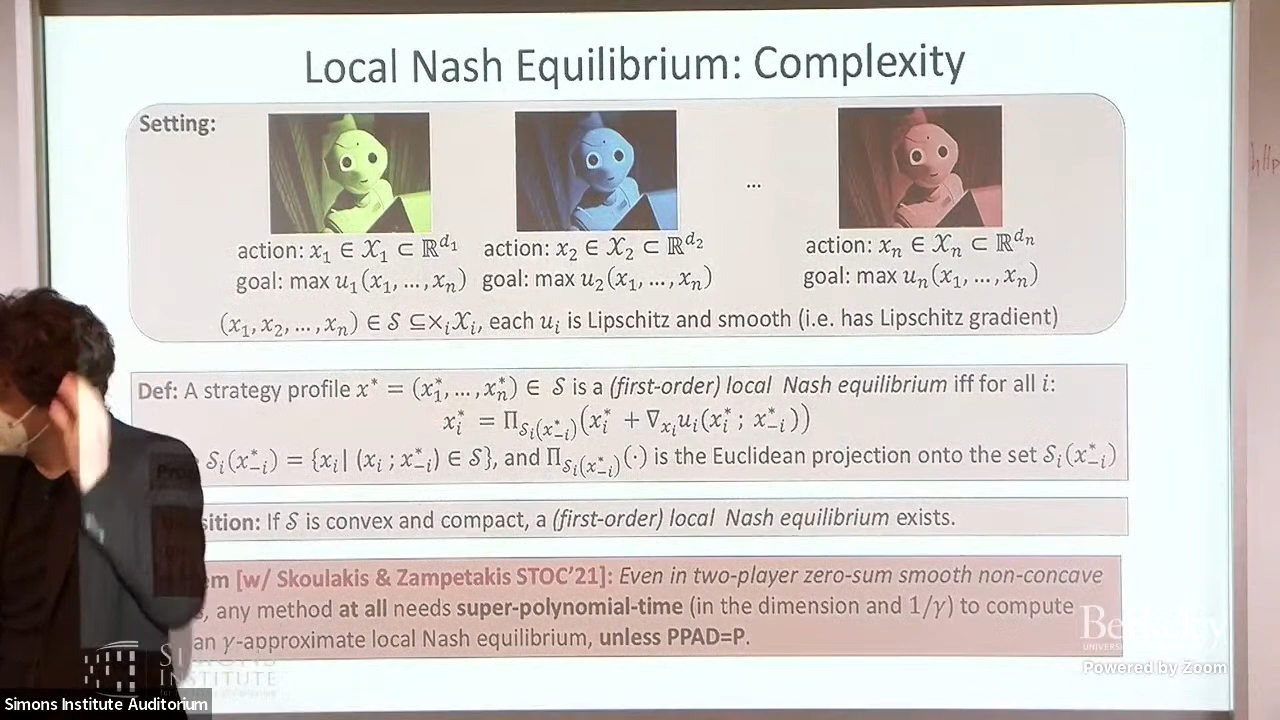 Local Nash Equilibrium: Complexity
Setting:
...
action: x₁ ∈ 𝒳₁ ⊂ ℝ^{d₁}
goal: max u₁(x₁, …, xₙ)
action: x₂ ∈ 𝒳₂ ⊂ ℝ^{d₂}
goal: max u₂(x₁, …, xₙ)
action: xₙ ∈ 𝒳ₙ ⊂ ℝ^{dₙ}
goal: max uₙ(x₁, …, xₙ)
(x₁, x₂, …, xₙ) ∈ 𝒮 ⊆×ᵢ𝒳ᵢ, each uᵢ is Lipschitz and smooth (i.e. has Lipschitz gradient)
Def: A strategy profile x* = (x₁*, …, xₙ*) ∈ 𝒮 is a (first-order) local Nash equilibrium iff for all i:
xᵢ* = Π_{𝒮ᵢ(x₋ᵢ*)}(xᵢ* + ∇_{xᵢ}uᵢ(xᵢ* ; x₋ᵢ*))
𝒮ᵢ(x₋ᵢ*) = {xᵢ| (xᵢ ; x₋ᵢ*) ∈ 𝒮}, and Π_{𝒮ᵢ(x₋ᵢ*)}(·) is the Euclidean projection onto the set 𝒮ᵢ(x₋ᵢ*)
sition: If 𝒮 is convex and compact, a (first-order) local Nash equilibrium exists.
em [w/ Skoulakis & Zampetakis STOC'21]: Even in two-player zero-sum smooth non-concave
s, any method at all needs super-polynomial-time (in the dimension and 1/γ) to compute
an γ-approximate local Nash equilibrium, unless PPAD=P.
Berkeley
Powered by Zoom
SIMONS
INSTITUTE
Simons Institute Auditorium